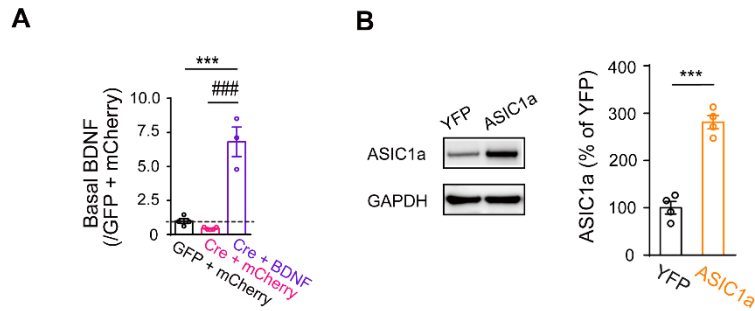 A
Basal BDNF
(/GFP + mCherry)
10.0
7.5
5.0
2.5
0
***
###
GFP + mCherry
Cre + mCherry
Cre + BDNF
B
YFP
ASIC1a
ASIC1a
GAPDH
ASIC1a (% of YFP)
400
300
200
100
0
***
YFP
ASIC1a